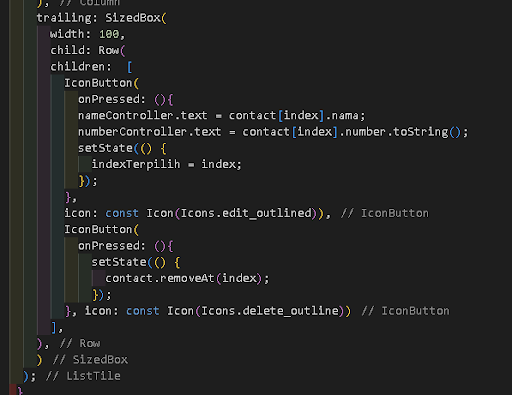 ), // Column
trailing: SizedBox(
width: 100,
child: Row(
children:  [
IconButton(
onPressed: (){
nameController.text = contact[index].nama;
numberController.text = contact[index].number.toString();
setState(() {
indexTerpilih = index;
});
},
icon: const Icon(Icons.edit_outlined)), // IconButton
IconButton(
onPressed: (){
setState(() {
contact.removeAt(index);
});
}, icon: const Icon(Icons.delete_outline)) // IconButton
],
), // Row
) // SizedBox
); // ListTile
}